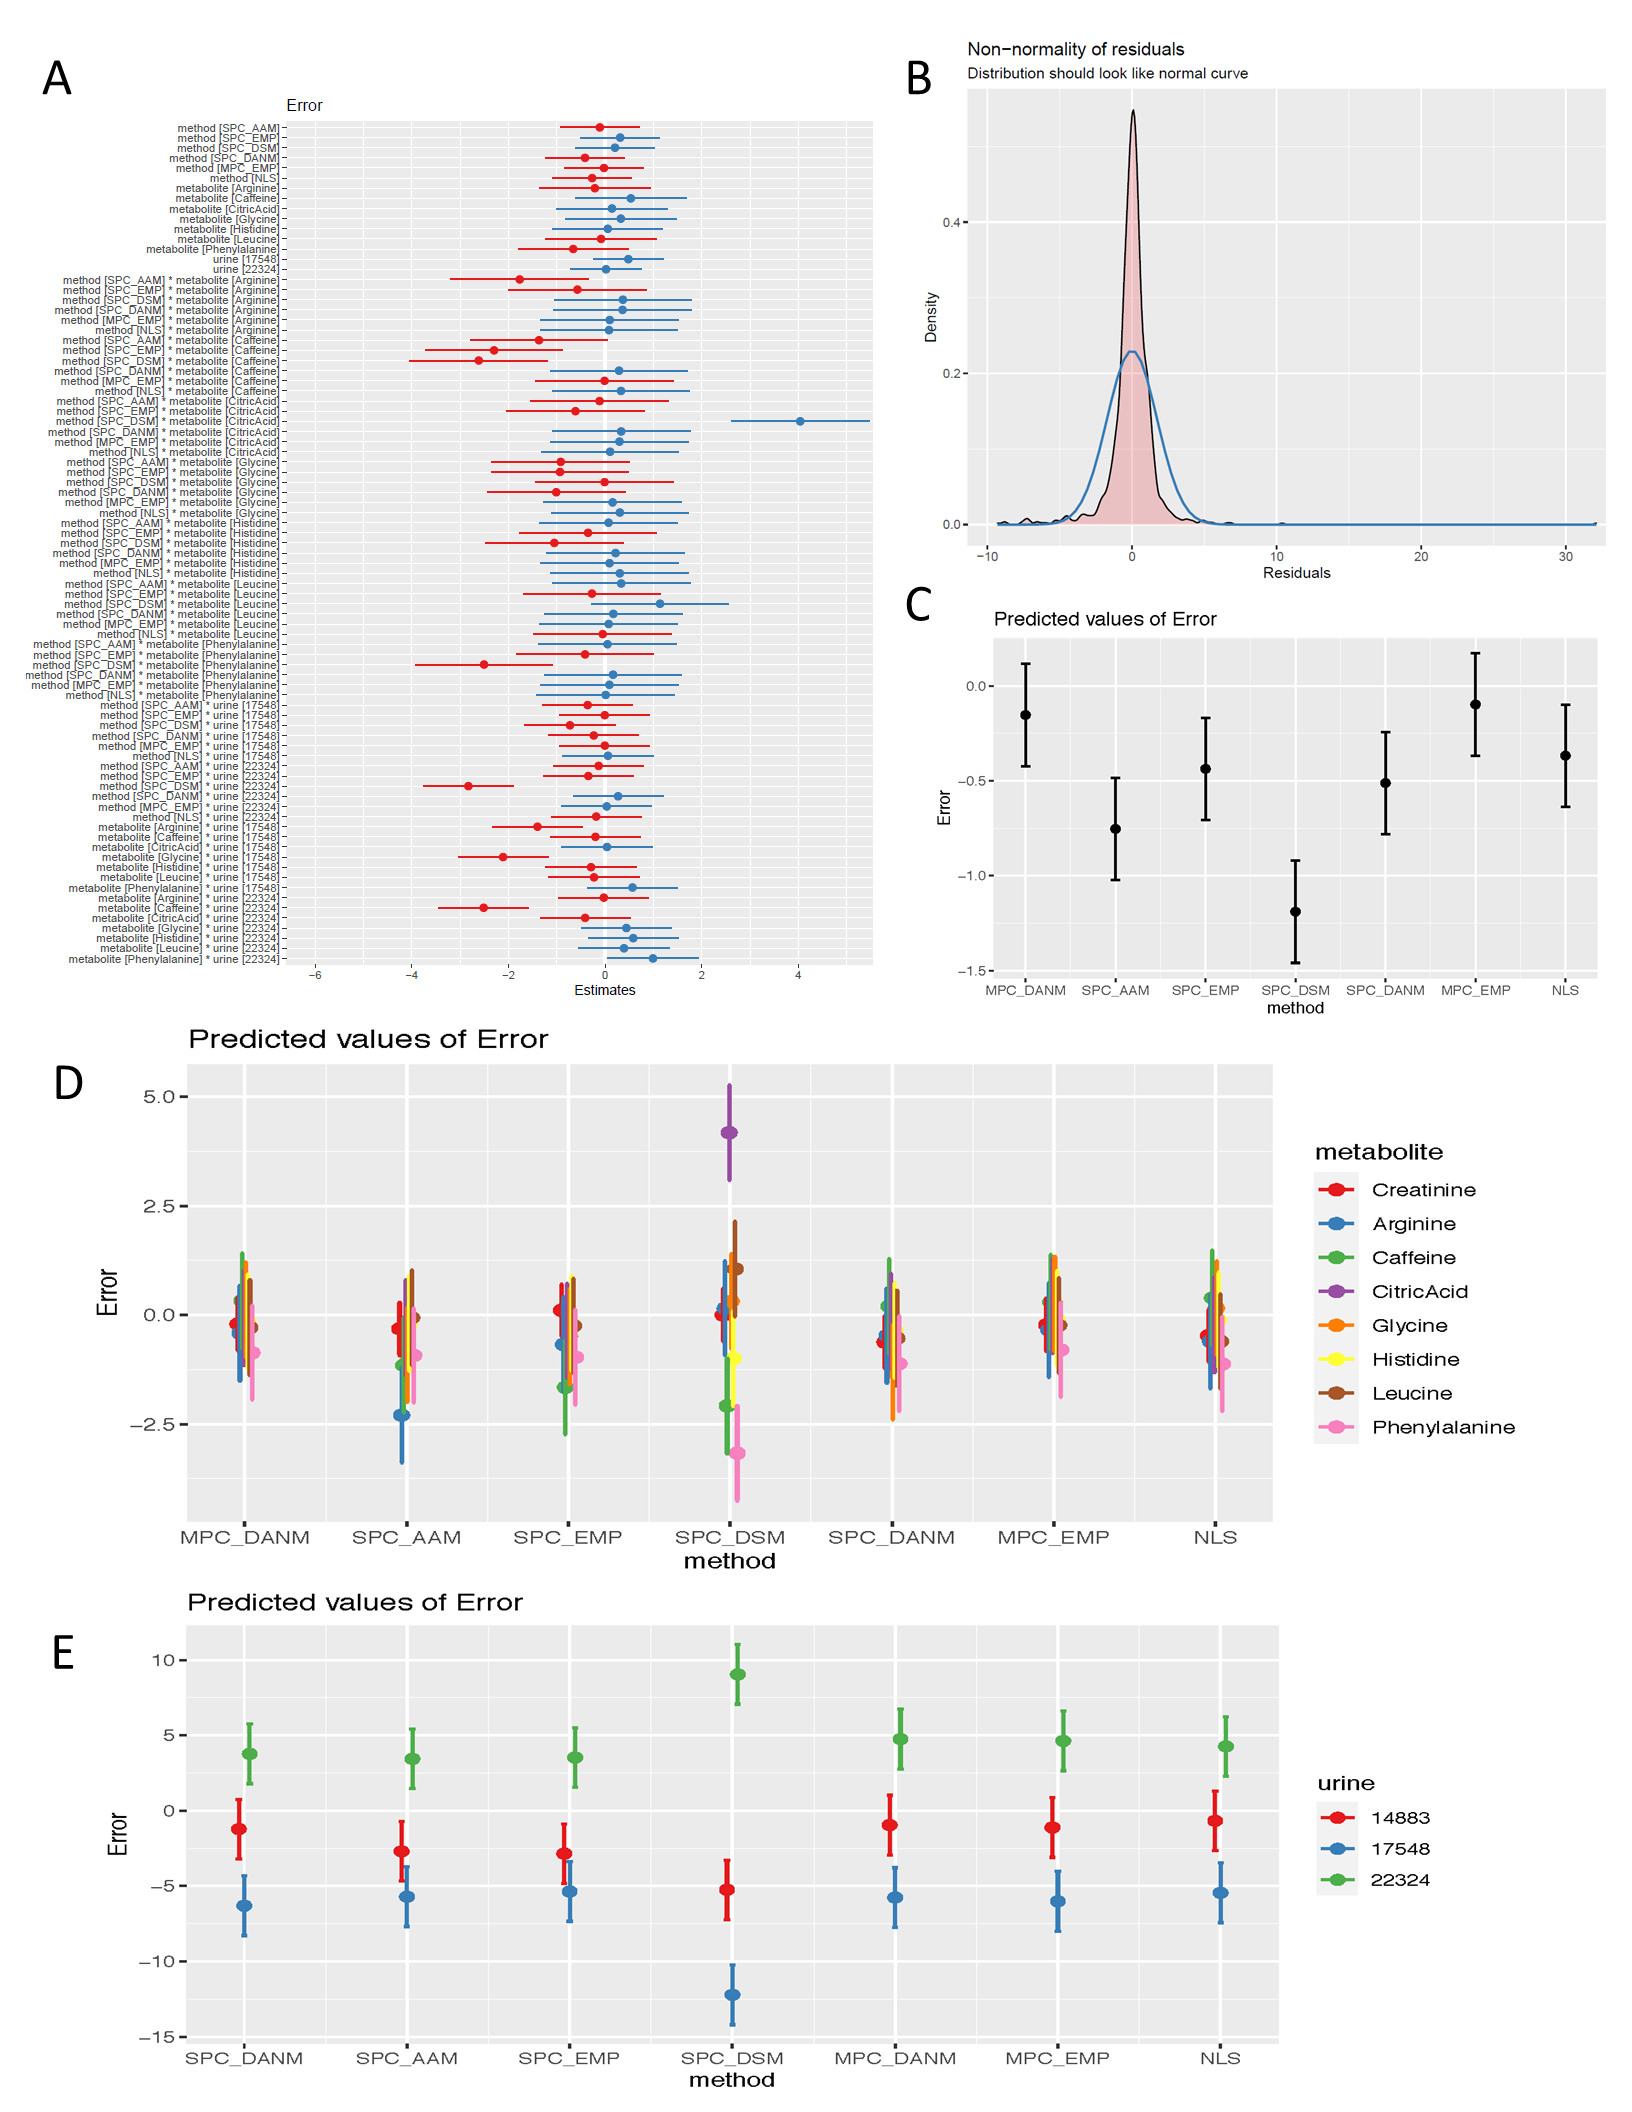 A
Error
method [SPC_AAM]
method [SPC_EMP]
method [SPC_DSM]
method [SPC_DANM]
method [MPC_EMP]
method [NLS]
metabolite [Arginine]
metabolite [Caffeine]
metabolite [CitricAcid]
metabolite [Glycine]
metabolite [Histidine]
metabolite [Leucine]
metabolite [Phenylalanine]
urine [17548]
urine [22324]
method [SPC_AAM] * metabolite [Arginine]
method [SPC_EMP] * metabolite [Arginine]
method [SPC_DSM] * metabolite [Arginine]
method [SPC_DANM] * metabolite [Arginine]
method [MPC_EMP] * metabolite [Arginine]
method [NLS] * metabolite [Arginine]
method [SPC_AAM] * metabolite [Caffeine]
method [SPC_EMP] * metabolite [Caffeine]
method [SPC_DSM] * metabolite [Caffeine]
method [SPC_DANM] * metabolite [Caffeine]
method [MPC_EMP] * metabolite [Caffeine]
method [NLS] * metabolite [Caffeine]
method [SPC_AAM] * metabolite [CitricAcid]
method [SPC_EMP] * metabolite [CitricAcid]
method [SPC_DSM] * metabolite [CitricAcid]
method [SPC_DANM] * metabolite [CitricAcid]
method [MPC_EMP] * metabolite [CitricAcid]
method [NLS] * metabolite [CitricAcid]
method [SPC_AAM] * metabolite [Glycine]
method [SPC_EMP] * metabolite [Glycine]
method [SPC_DSM] * metabolite [Glycine]
method [SPC_DANM] * metabolite [Glycine]
method [MPC_EMP] * metabolite [Glycine]
method [NLS] * metabolite [Glycine]
method [SPC_AAM] * metabolite [Histidine]
method [SPC_EMP] * metabolite [Histidine]
method [SPC_DSM] * metabolite [Histidine]
method [SPC_DANM] * metabolite [Histidine]
method [MPC_EMP] * metabolite [Histidine]
method [NLS] * metabolite [Histidine]
method [SPC_AAM] * metabolite [Leucine]
method [SPC_EMP] * metabolite [Leucine]
method [SPC_DSM] * metabolite [Leucine]
method [SPC_DANM] * metabolite [Leucine]
method [MPC_EMP] * metabolite [Leucine]
method [NLS] * metabolite [Leucine]
method [SPC_AAM] * metabolite [Phenylalanine]
method [SPC_EMP] * metabolite [Phenylalanine]
method [SPC_DSM] * metabolite [Phenylalanine]
method [SPC_DANM] * metabolite [Phenylalanine]
method [MPC_EMP] * metabolite [Phenylalanine]
method [NLS] * metabolite [Phenylalanine]
method [SPC_AAM] * urine [17548]
method [SPC_EMP] * urine [17548]
method [SPC_DSM] * urine [17548]
method [SPC_DANM] * urine [17548]
method [MPC_EMP] * urine [17548]
method [NLS] * urine [17548]
method [SPC_AAM] * urine [22324]
method [SPC_EMP] * urine [22324]
method [SPC_DSM] * urine [22324]
method [SPC_DANM] * urine [22324]
method [MPC_EMP] * urine [22324]
method [NLS] * urine [22324]
metabolite [Arginine] * urine [17548]
metabolite [Caffeine] * urine [17548]
metabolite [CitricAcid] * urine [17548]
metabolite [Glycine] * urine [17548]
metabolite [Histidine] * urine [17548]
metabolite [Leucine] * urine [17548]
metabolite [Phenylalanine] * urine [17548]
metabolite [Arginine] * urine [22324]
metabolite [Caffeine] * urine [22324]
metabolite [CitricAcid] * urine [22324]
metabolite [Glycine] * urine [22324]
metabolite [Histidine] * urine [22324]
metabolite [Leucine] * urine [22324]
metabolite [Phenylalanine] * urine [22324]
−6 −4 −2 0 2 4
Estimates
B
Non−normality of residuals
Distribution should look like normal curve
Density
0.4
0.2
0.0
−10 0 10 20 30
Residuals
C
Predicted values of Error
Error
0.0
−0.5
−1.0
−1.5
MPC_DANM SPC_AAM SPC_EMP SPC_DSM SPC_DANM MPC_EMP NLS
method
D
Predicted values of Error
Error
5.0
2.5
0.0
−2.5
MPC_DANM SPC_AAM SPC_EMP SPC_DSM SPC_DANM MPC_EMP NLS
method
metabolite
Creatinine
Arginine
Caffeine
CitricAcid
Glycine
Histidine
Leucine
Phenylalanine
E
Predicted values of Error
Error
10
5
0
−5
−10
−15
SPC_DANM SPC_AAM SPC_EMP SPC_DSM MPC_DANM MPC_EMP NLS
method
urine
14883
17548
22324